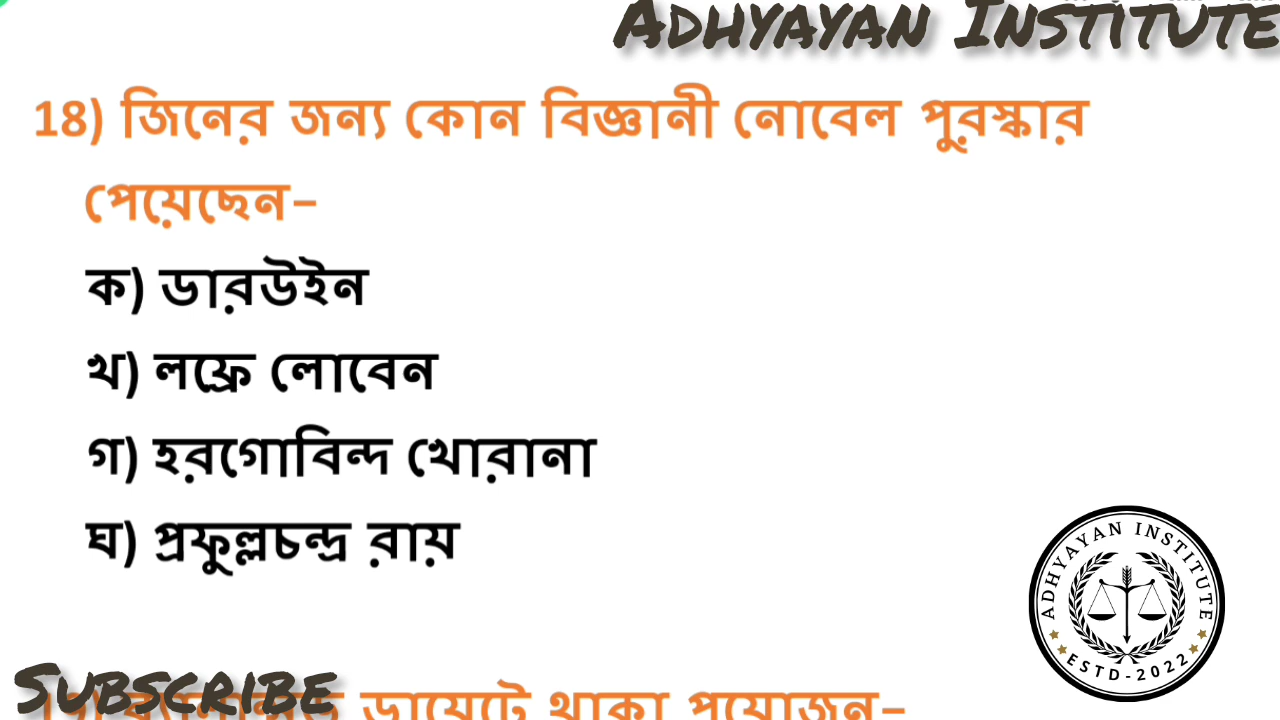 ADHYAYAN INSTITUTE
18) জিনের জন্য কোন বিজ্ঞানী নোবেল পুরস্কার
পেয়েছেন–
ক) ডারউইন
খ) লফ্রে লোবেন
গ) হরগোবিন্দ খোরানা
ঘ) প্রফুল্লচন্দ্র রায়
ADHYAYAN INSTITUTE
ESTD-2022
SUBSCRIBE
ডায়েটে থাকা প্রয়োজন–